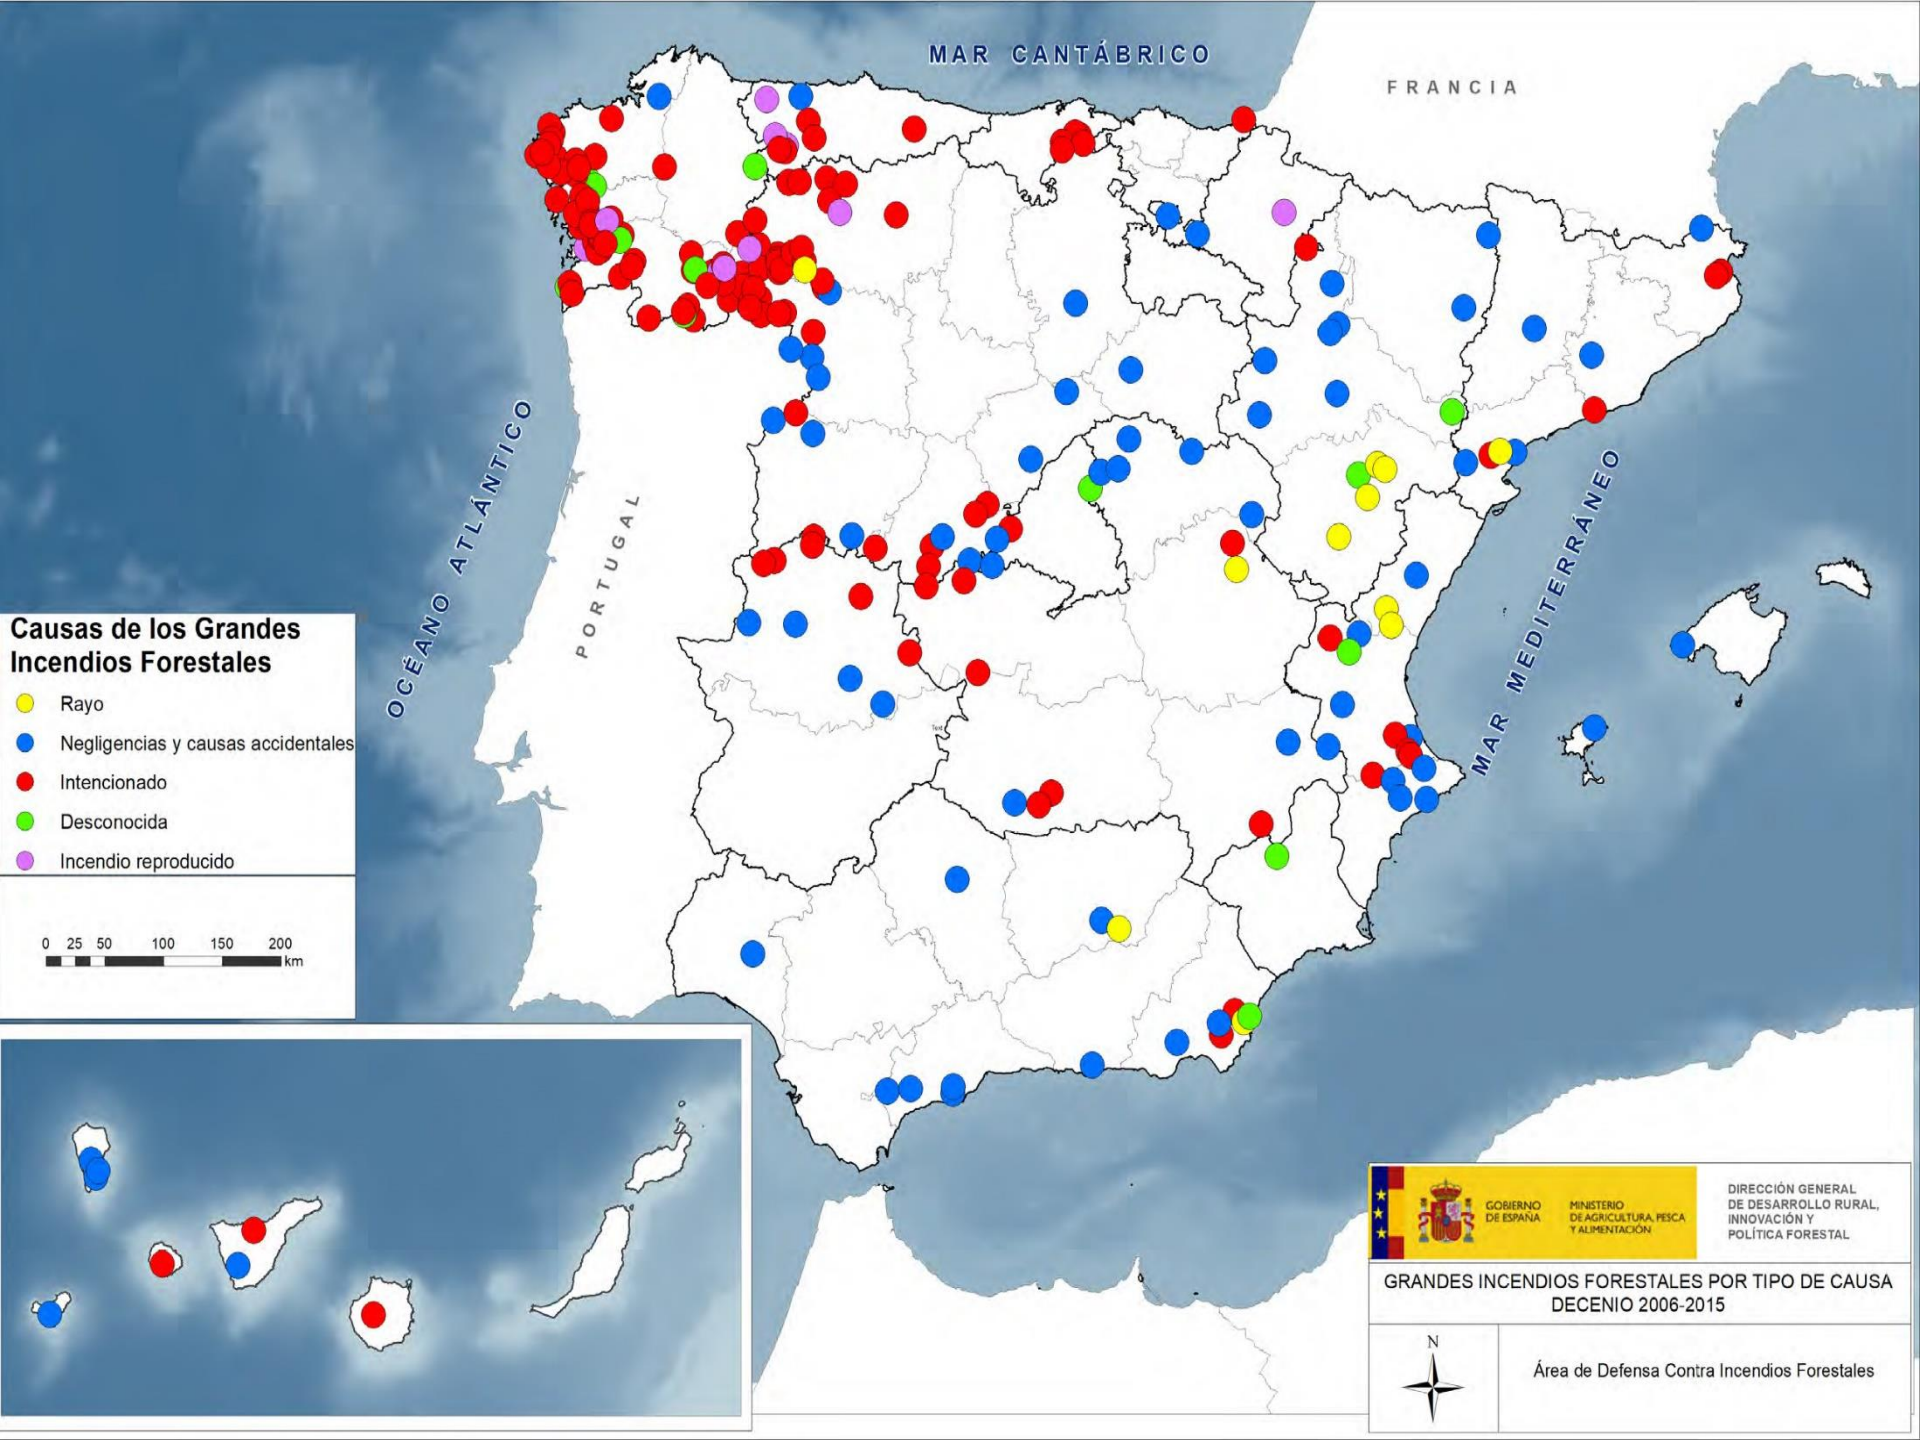 MAR CANTÁBRICO
FRANCIA
OCÉANO ATLÁNTICO
PORTUGAL
MAR MEDITERRÁNEO
Causas de los Grandes
Incendios Forestales
Rayo
Negligencias y causas accidentales
Intencionado
Desconocida
Incendio reproducido
0 25 50 100 150 200
km
GOBIERNO
DE ESPAÑA
MINISTERIO
DE AGRICULTURA, PESCA
Y ALIMENTACIÓN
DIRECCIÓN GENERAL
DE DESARROLLO RURAL,
INNOVACIÓN Y
POLÍTICA FORESTAL
GRANDES INCENDIOS FORESTALES POR TIPO DE CAUSA
DECENIO 2006-2015
N
Área de Defensa Contra Incendios Forestales